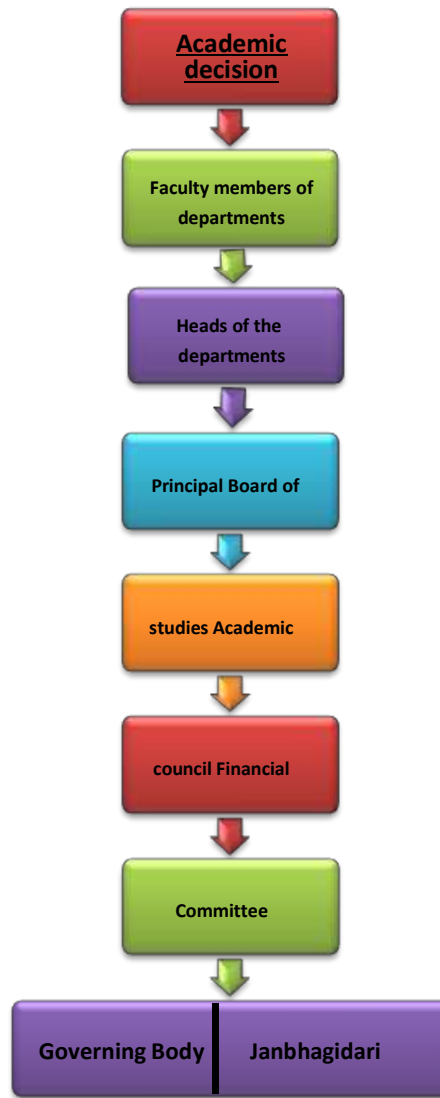 Academic
decision
Faculty members of
departments
Heads of the
departments
Principal Board of
studies Academic
council Financial
Committee
Governing Body Janbhagidari